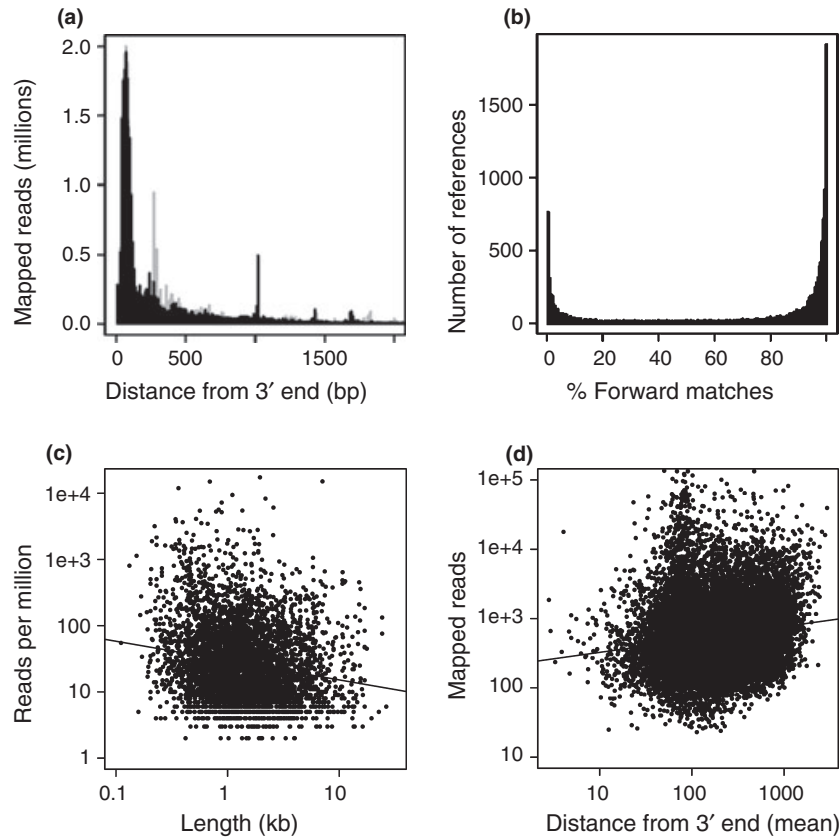 (a)
Mapped reads (millions)
2.0
1.5
1.0
0.5
0.0
0 500 1500
Distance from 3′ end (bp)
(b)
Number of references
1500
1000
500
0
0 20 40 60 80
% Forward matches
(c)
Reads per million
1e+4
1e+3
100
10
1
0.1 1 10
Length (kb)
(d)
Mapped reads
1e+5
1e+4
1e+3
100
10
10 100 1000
Distance from 3′ end (mean)